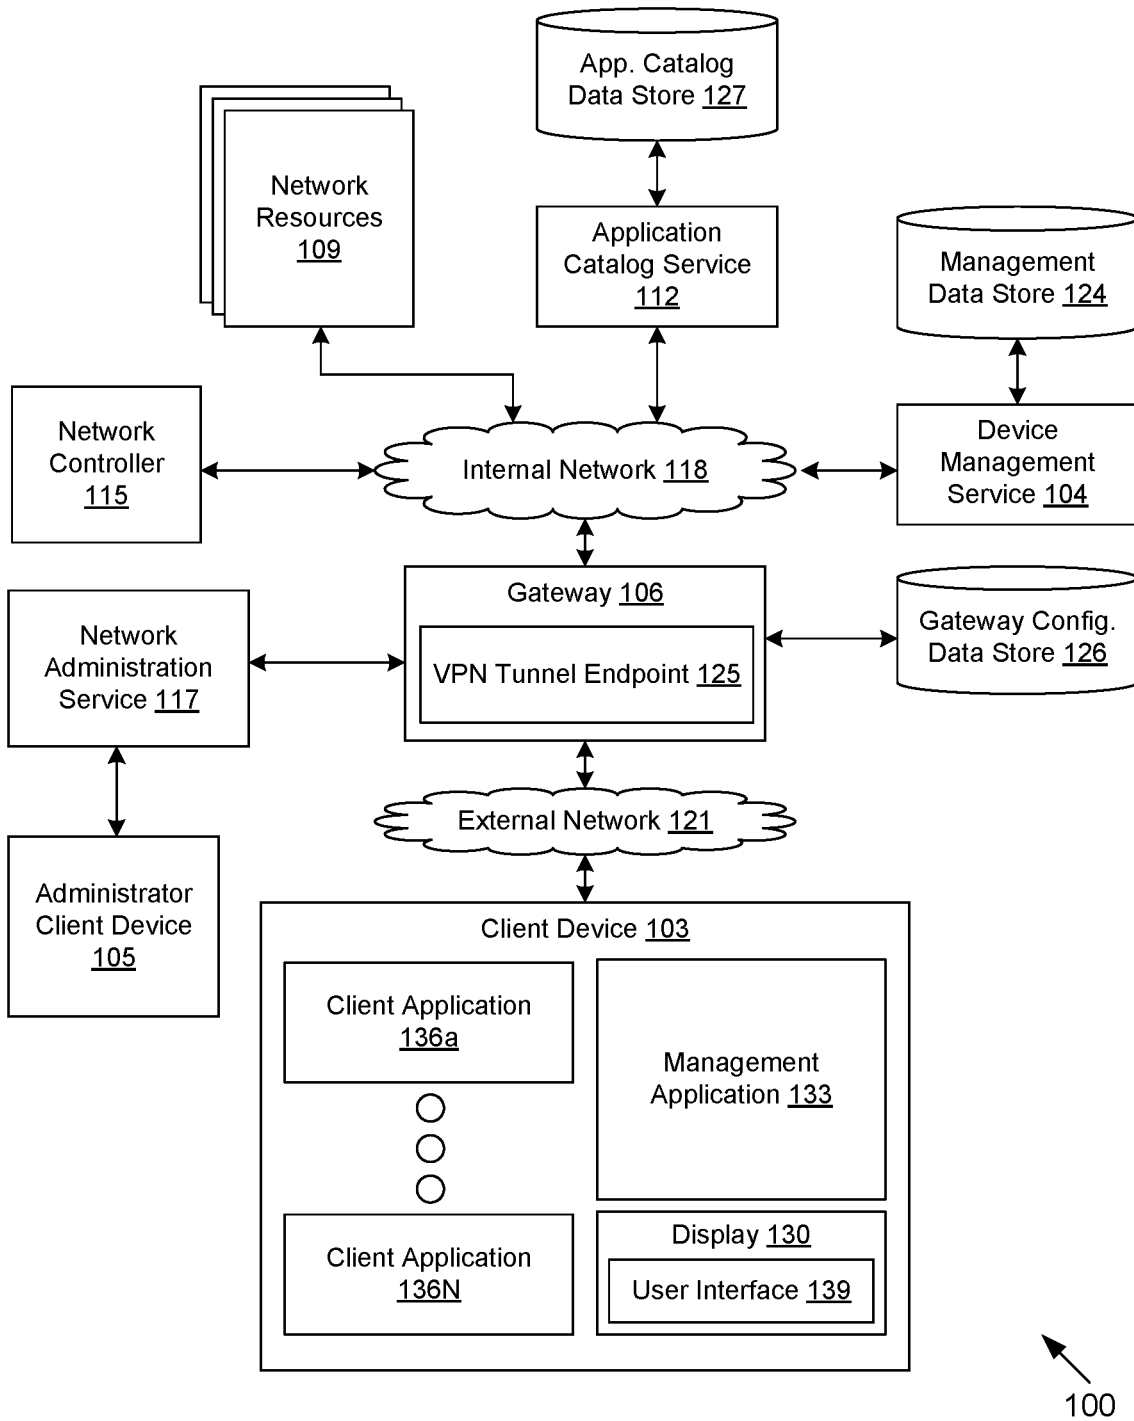 App. Catalog
Data Store 127
Network
Resources
109
Application
Catalog Service
112
Management
Data Store 124
Network
Controller
115
Internal Network 118
Device
Management
Service 104
Gateway 106
VPN Tunnel Endpoint 125
Gateway Config.
Data Store 126
Network
Administration
Service 117
External Network 121
Administrator
Client Device
105
Client Device 103
Client Application
136a
Management
Application 133
Client Application
136N
Display 130
User Interface 139
100